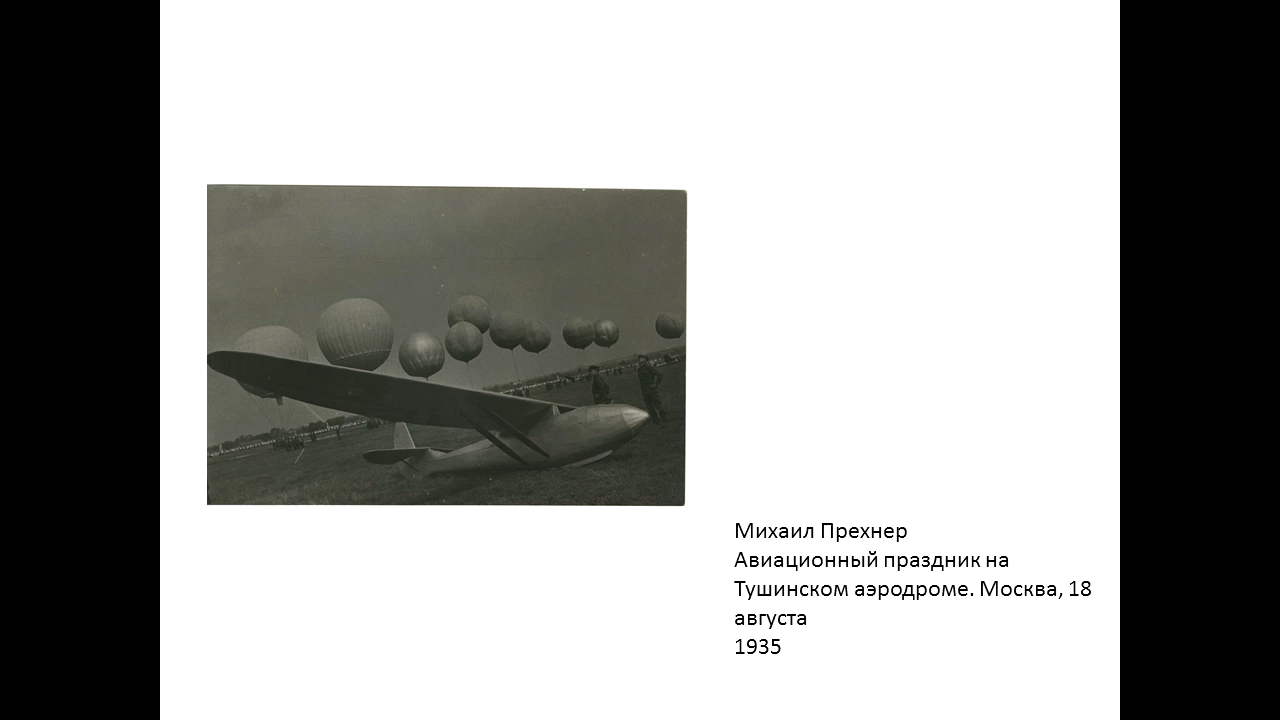 Михаил Прехнер
Авиационный праздник на
Тушинском аэродроме. Москва, 18
августа
1935